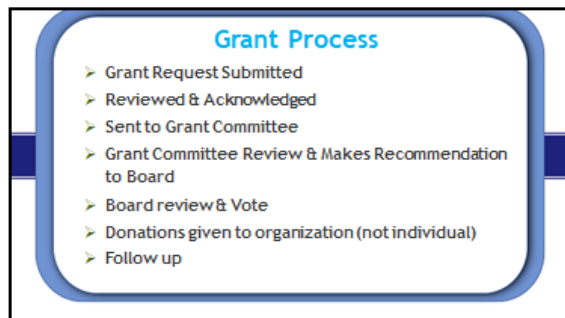 Grant Process
➢ Grant Request Submitted
➢ Reviewed & Acknowledged
➢ Sent to Grant Committee
➢ Grant Committee Review & Makes Recommendation
to Board
➢ Board review & Vote
➢ Donations given to organization (not individual)
➢ Follow up